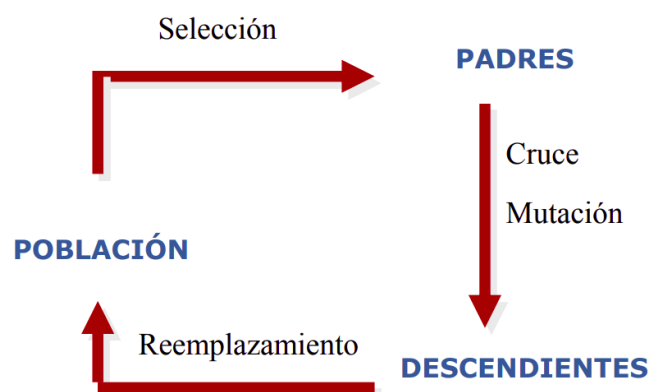 Selección
PADRES
Cruce
Mutación
POBLACIÓN
Reemplazamiento
DESCENDIENTES